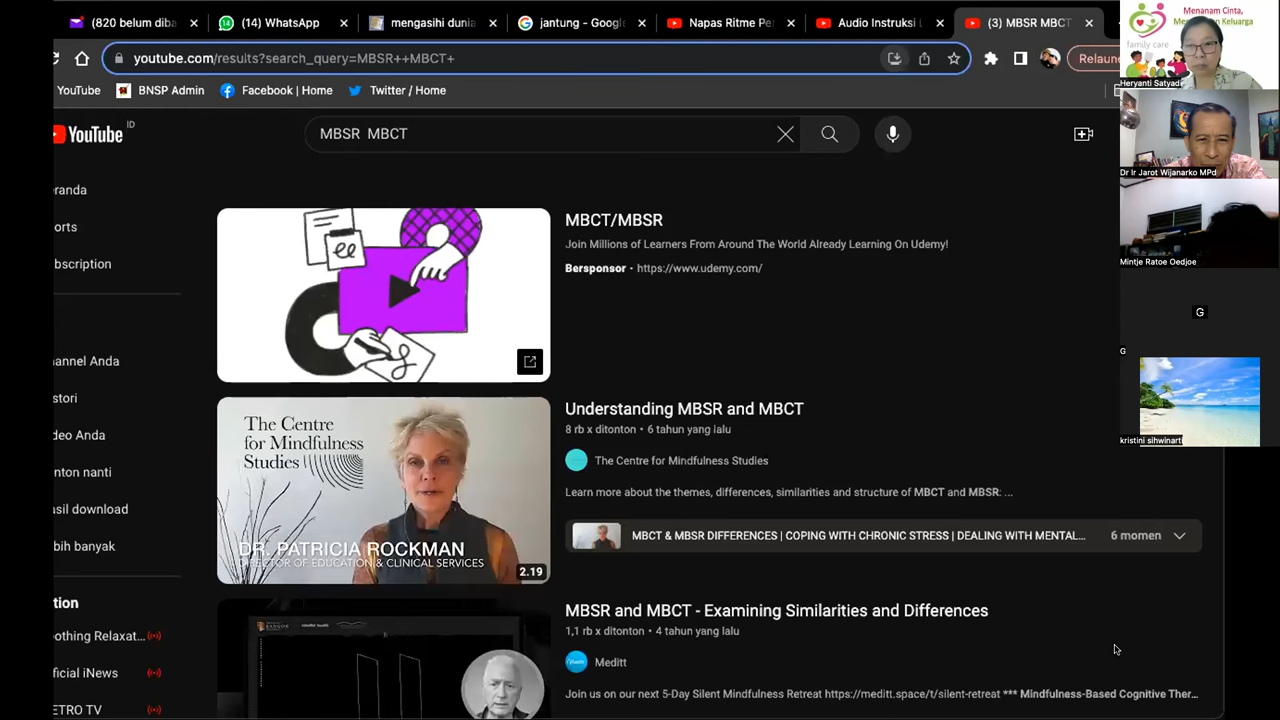 (820 belum diba
(14) WhatsApp
mengasihi dunia
jantung - Google
Napas Ritme Pe
Audio Instruksi
(3) MBSR MBCT
youtube.com/results?search_query=MBSR++MBCT+
Relaun
YouTube
BNSP Admin
Facebook | Home
Twitter / Home
YouTube ID
MBSR MBCT
eranda
orts
bscription
annel Anda
stori
deo Anda
onton nanti
asil download
bih banyak
tion
othing Relaxat...
ficial iNews
ETRO TV
MBCT/MBSR
Join Millions of Learners From Around The World Already Learning On Udemy!
Bersponsor • https://www.udemy.com/
The Centre
for Mindfulness
Studies
DR. PATRICIA ROCKMAN
DIRECTOR OF EDUCATION & CLINICAL SERVICES
2.19
Understanding MBSR and MBCT
8 rb x ditonton • 6 tahun yang lalu
The Centre for Mindfulness Studies
Learn more about the themes, differences, similarities and structure of MBCT and MBSR: ...
MBCT & MBSR DIFFERENCES | COPING WITH CHRONIC STRESS | DEALING WITH MENTAL...
6 momen
MBSR and MBCT - Examining Similarities and Differences
1,1 rb x ditonton • 4 tahun yang lalu
Meditt
Join us on our next 5-Day Silent Mindfulness Retreat https://meditt.space/t/silent-retreat *** Mindfulness-Based Cognitive Ther...
Menanam Cinta,
Keluarga
family care
Heryanti Satyadi
Dr Ir Jarot Wijanarko MPd
Mintje Ratoe Oedjoe
G
G
kristini sihwinarti